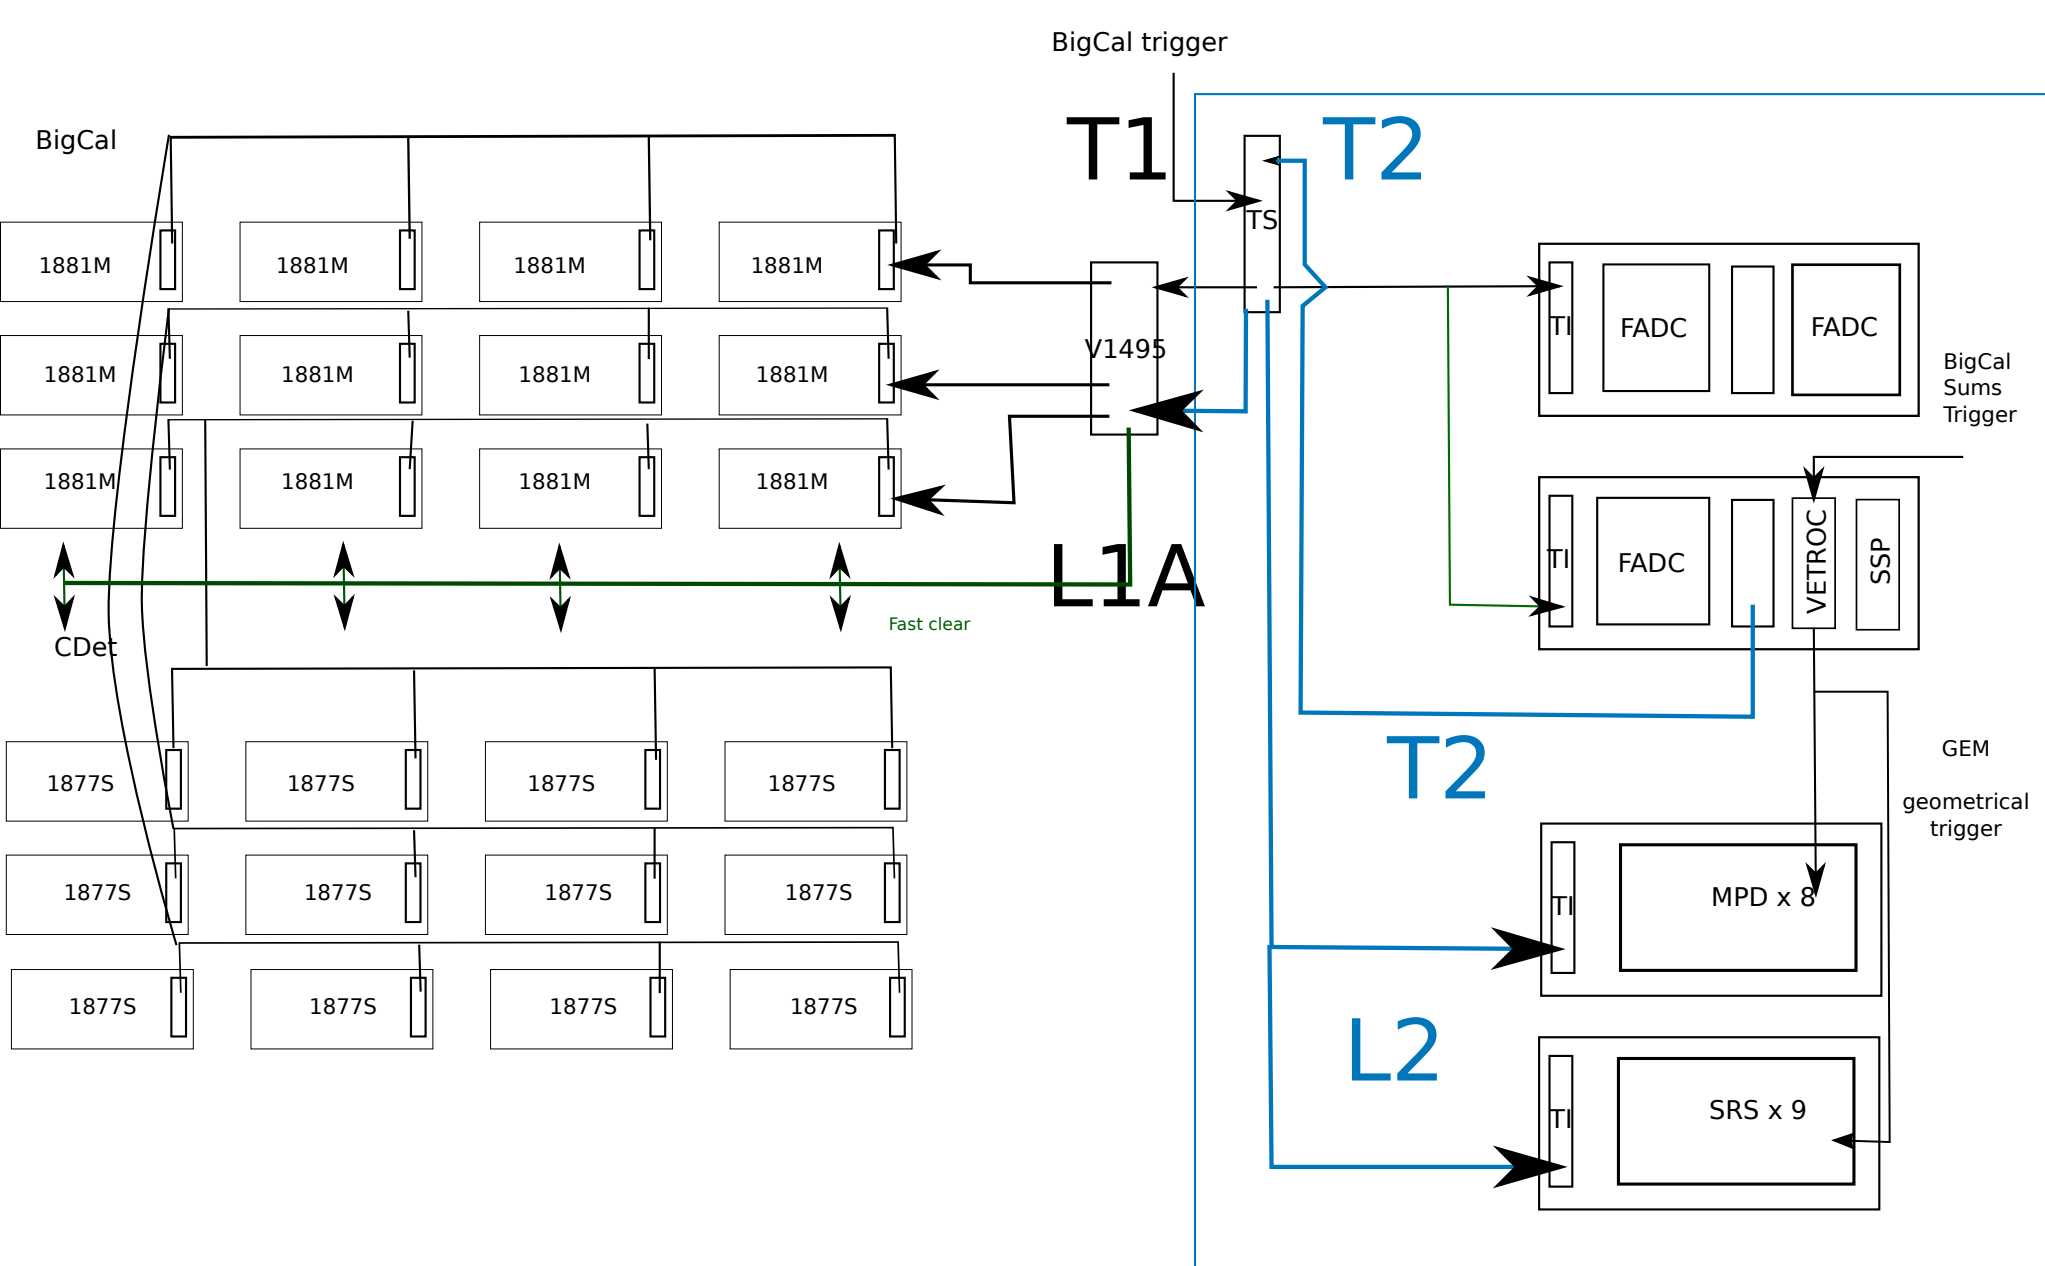 BigCal trigger
T1
T2
BigCal
TS
1881M
1881M
1881M
1881M
V1495
1881M
1881M
1881M
1881M
1881M
1881M
1881M
1881M
L1A
Fast clear
CDet
1877S
1877S
1877S
1877S
1877S
1877S
1877S
1877S
1877S
1877S
1877S
1877S
TI
FADC
FADC
BigCal
Sums
Trigger
TI
FADC
VETROC
SSP
T2
GEM
geometrical
trigger
TI
MPD x 8
L2
TI
SRS x 9